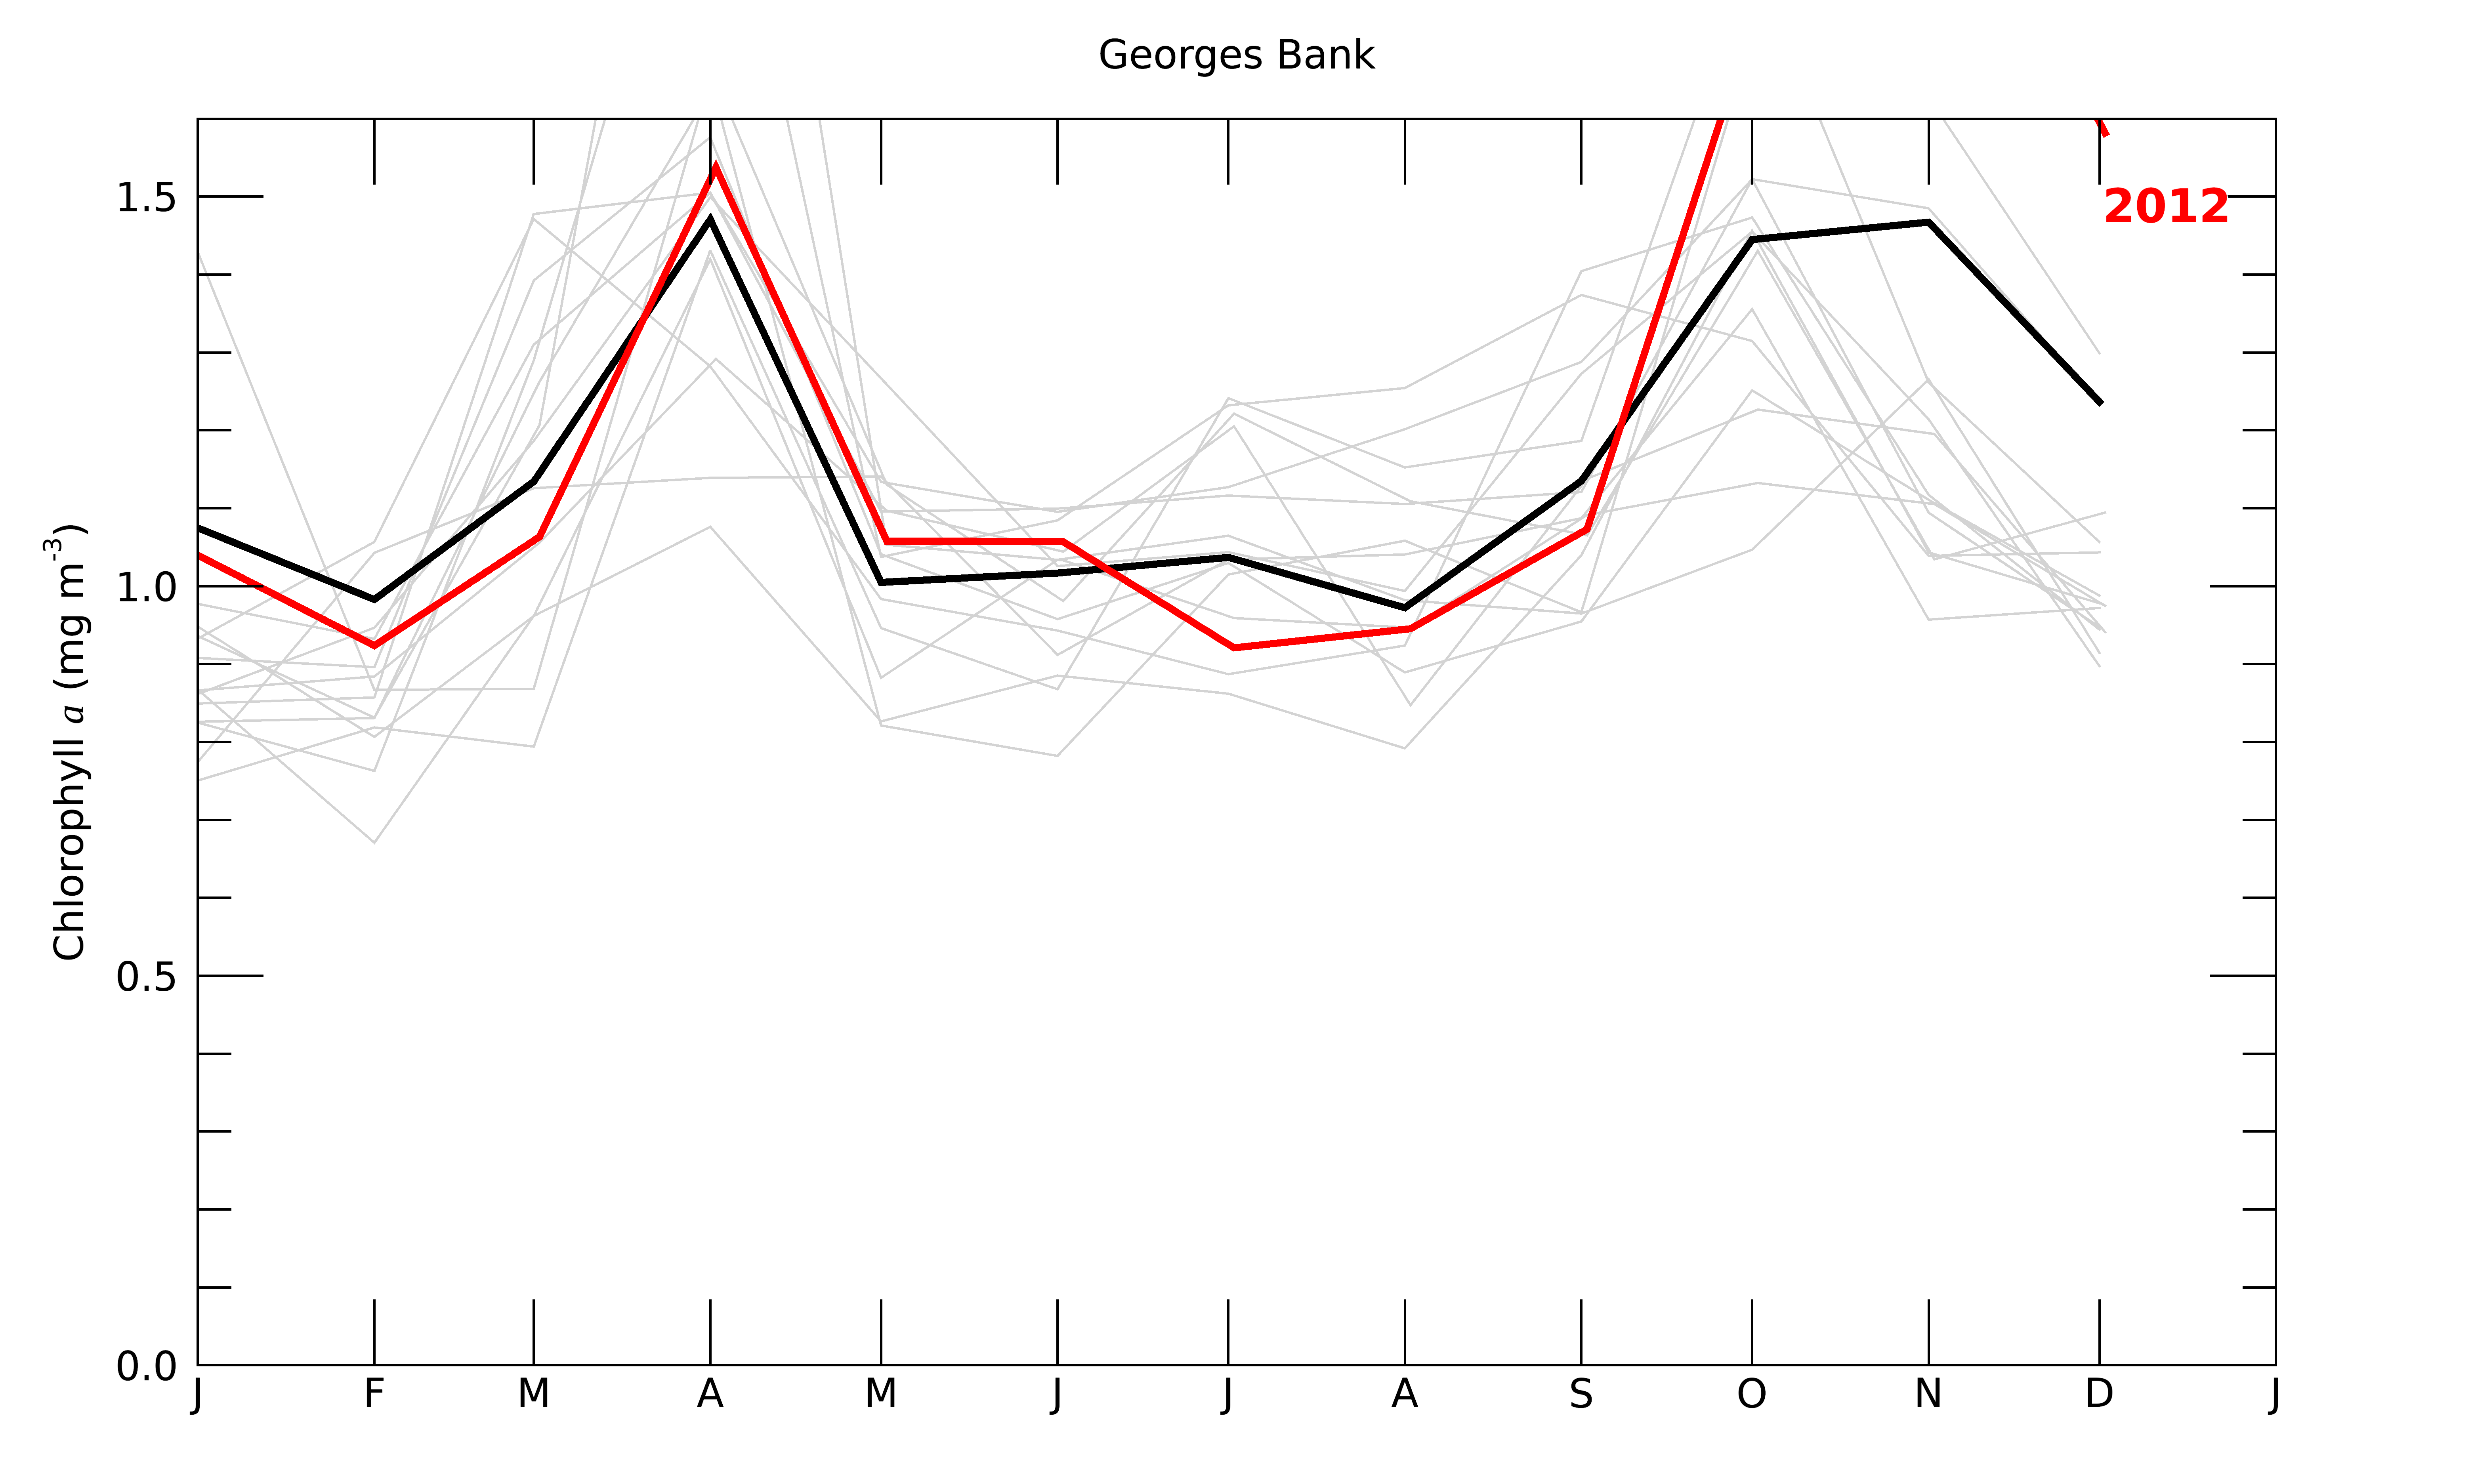 Georges Bank
2012
1.5
1.0
0.5
0.0
Chlorophyll a (mg m⁻³)
J F M A M J J A S O N D J